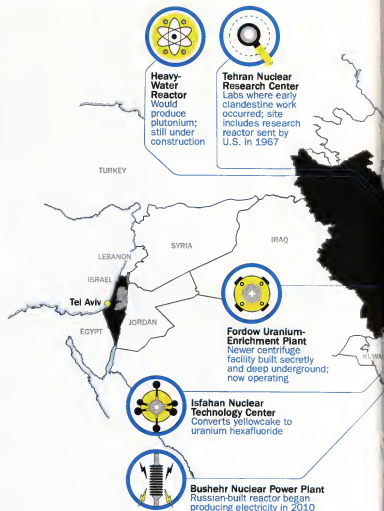 Heavy-
Water
Reactor
Would
produce
plutonium;
still under
construction
Tehran Nuclear
Research Center
Labs where early
clandestine work
occurred; site
includes research
reactor sent by
U.S. in 1967
TURKEY
SYRIA
IRAQ
LEBANON
ISRAEL
Tel Aviv
JORDAN
EGYPT
KUWA
Fordow Uranium-
Enrichment Plant
Newer centrifuge
facility built secretly
and deep underground;
now operating
Isfahan Nuclear
Technology Center
Converts yellowcake to
uranium hexafluoride
Bushehr Nuclear Power Plant
Russian-built reactor began
producing electricity in 2010